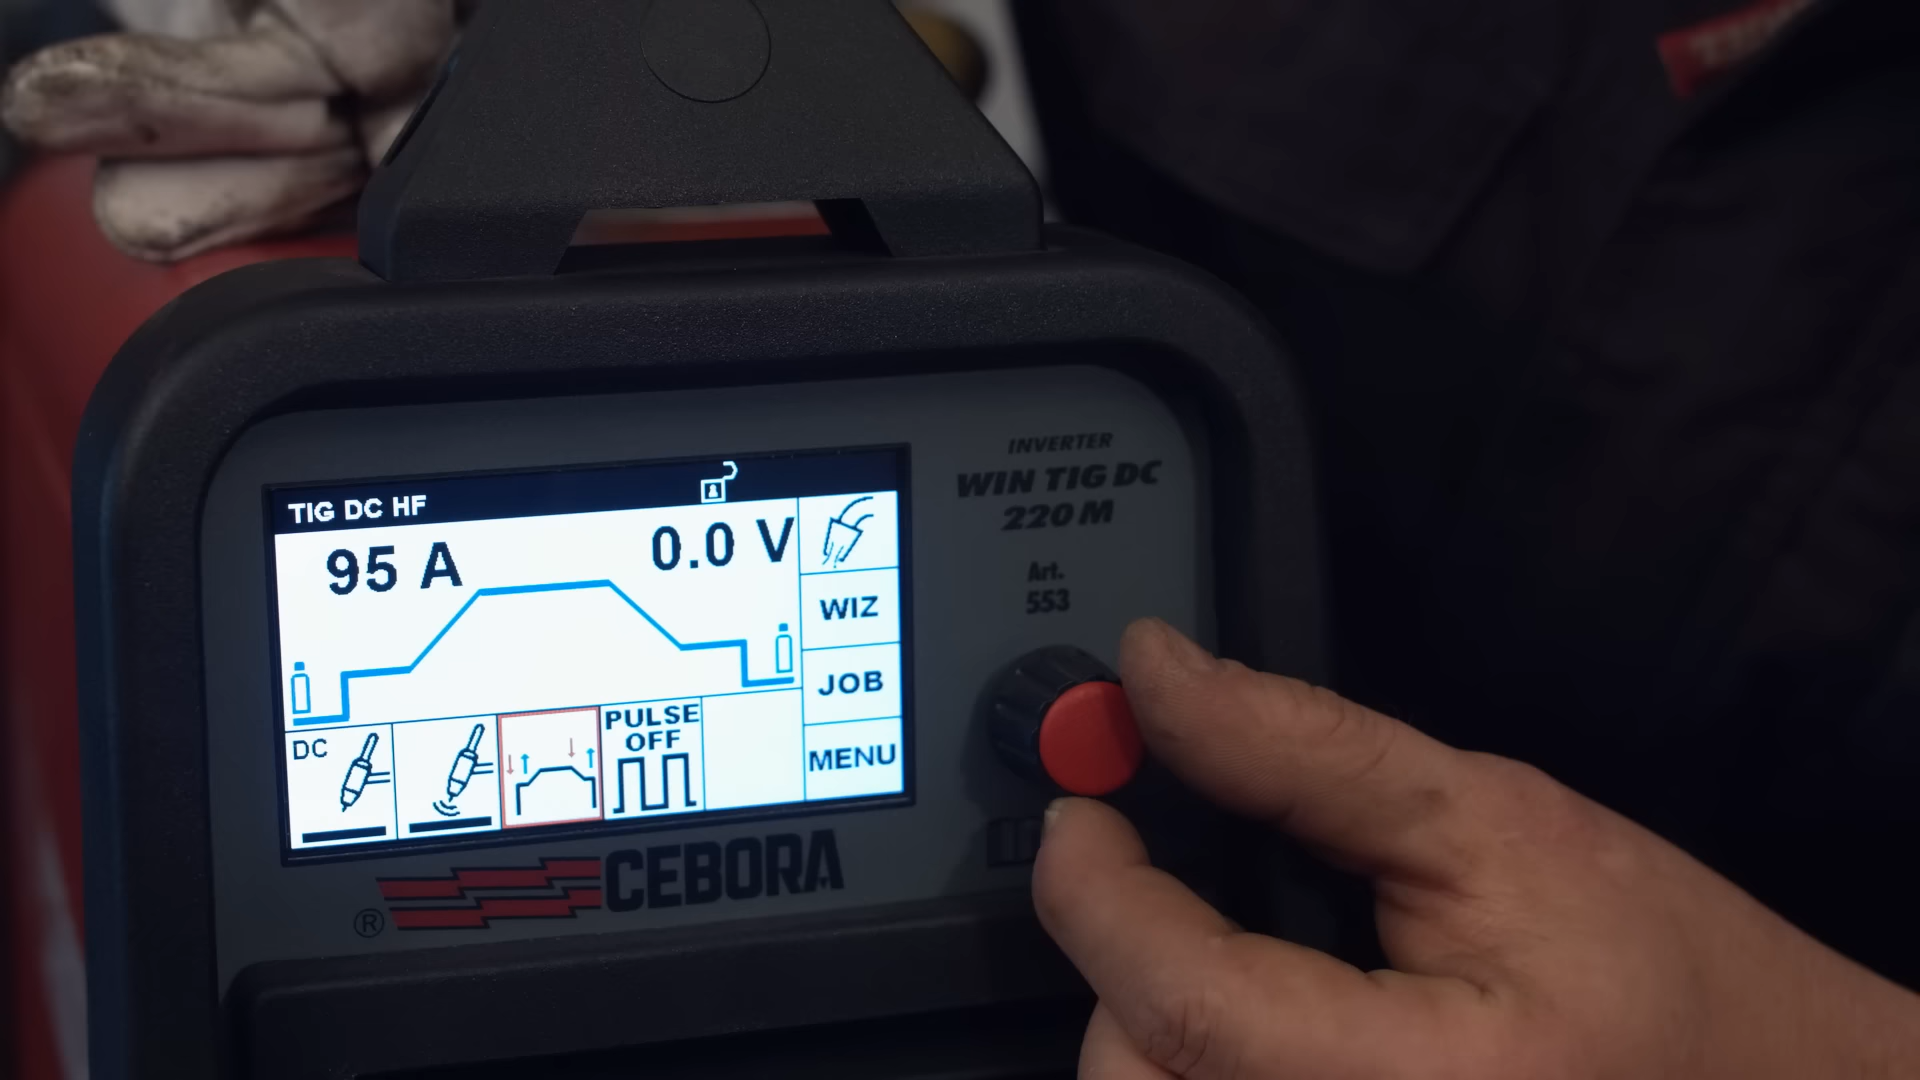 INVERTER
WIN TIG DC
220 M
Art.
553
TIG DC HF
95 A
0.0 V
WIZ
JOB
MENU
DC
PULSE
OFF
® CEBORA